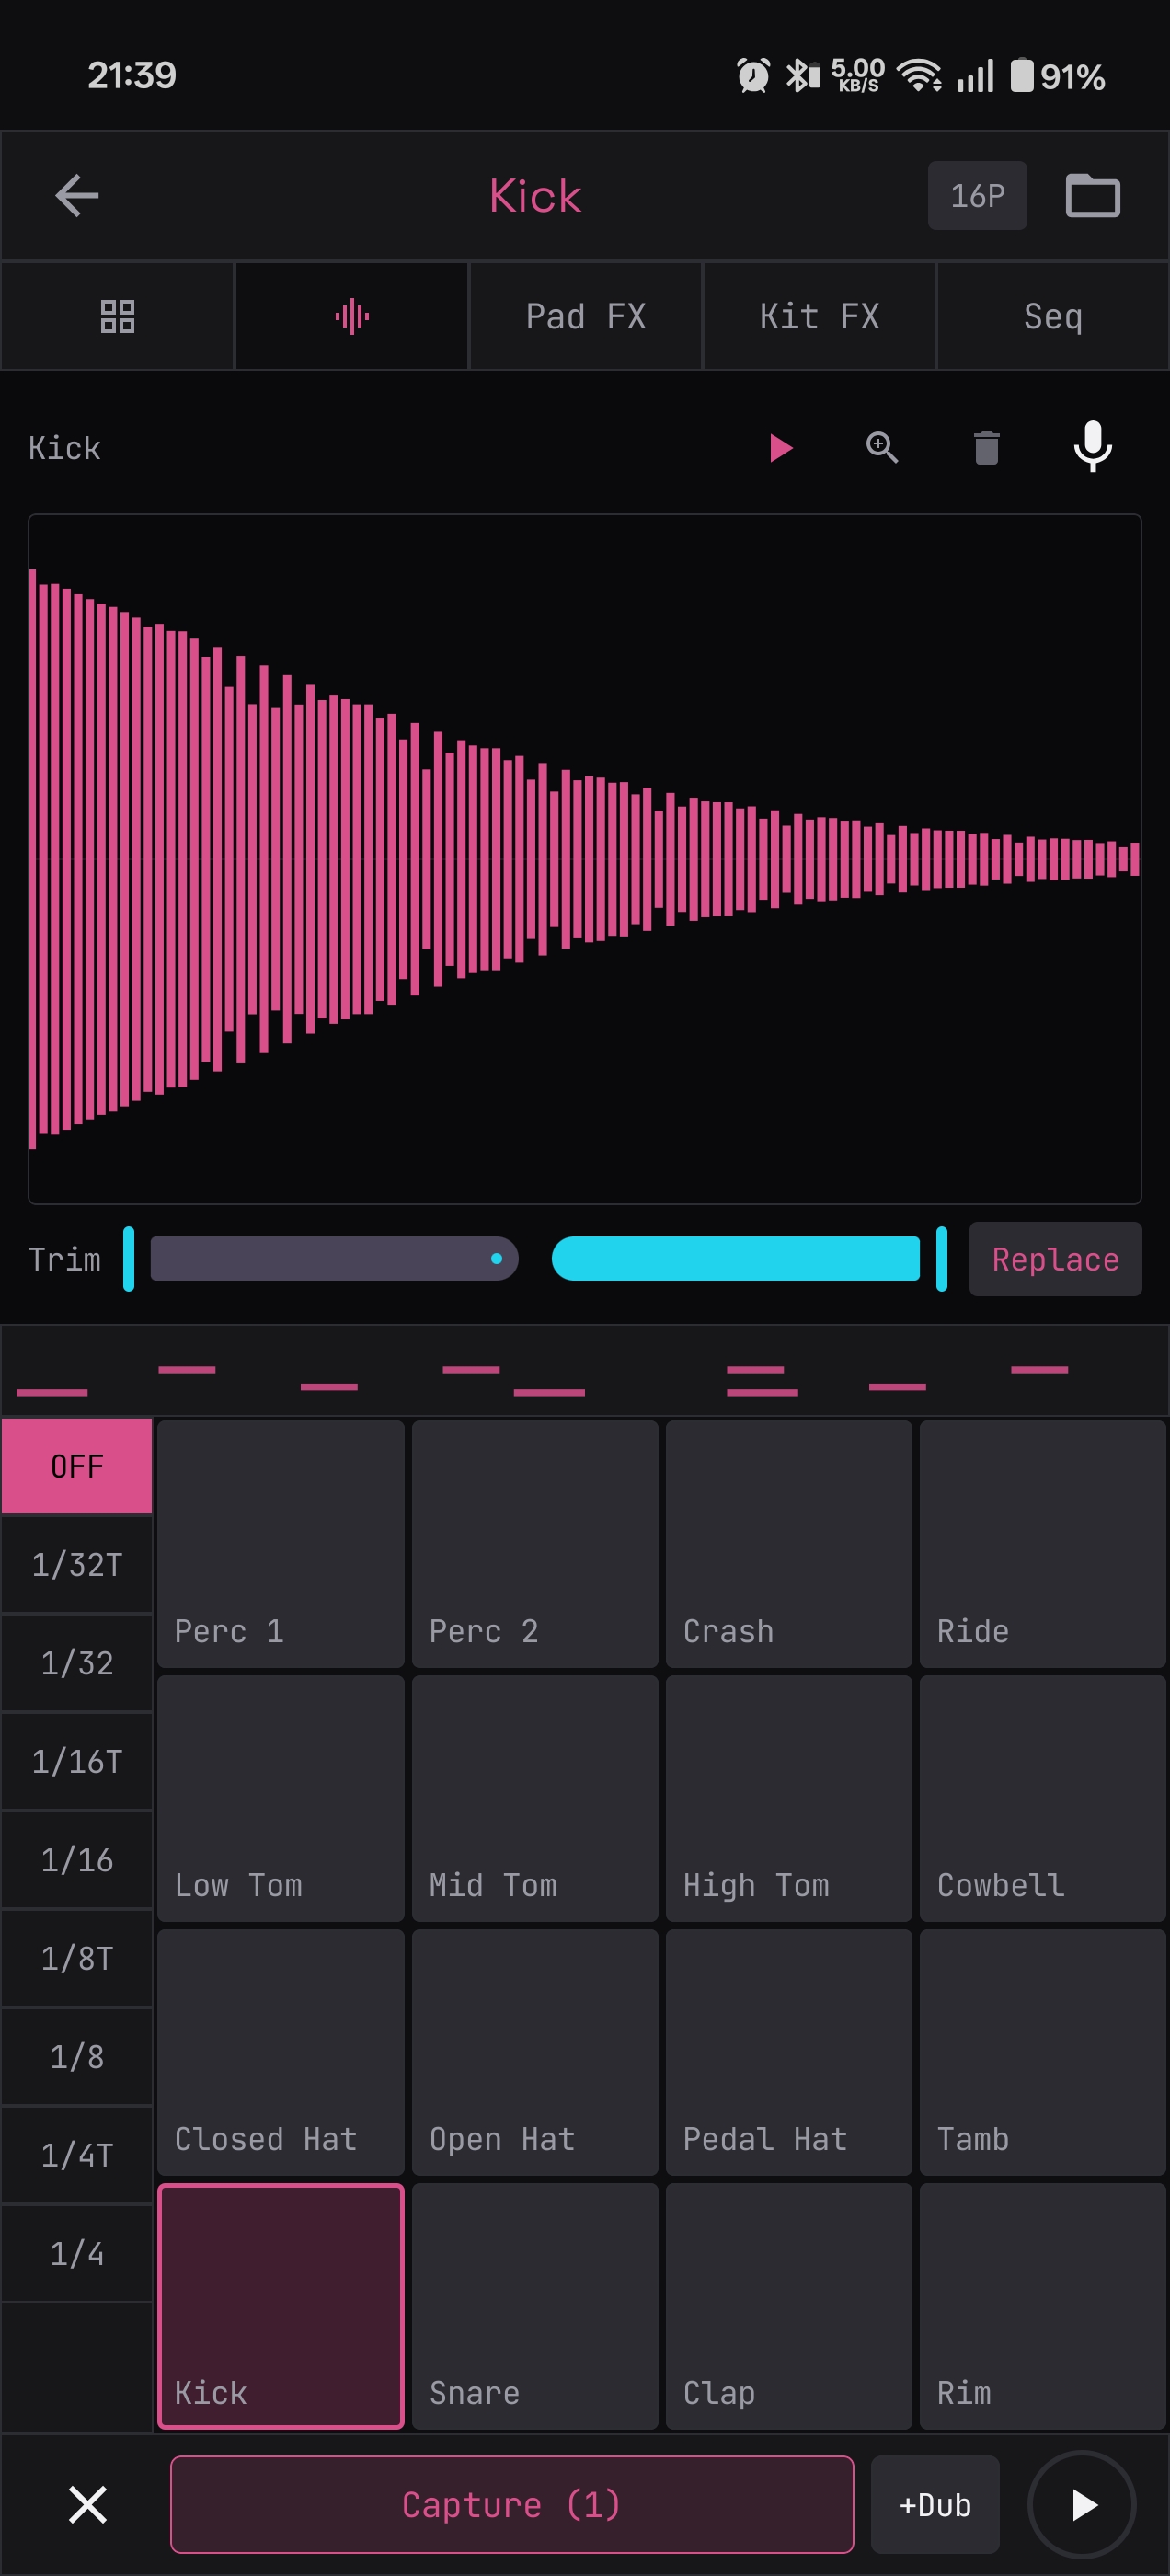 21:39
5.00
KB/S
91%
Kick
16P
Pad FX
Kit FX
Seq
Kick
Trim
Replace
OFF
1/32T
1/32
1/16T
1/16
1/8T
1/8
1/4T
1/4
Perc 1
Perc 2
Crash
Ride
Low Tom
Mid Tom
High Tom
Cowbell
Closed Hat
Open Hat
Pedal Hat
Tamb
Kick
Snare
Clap
Rim
Capture (1)
+Dub